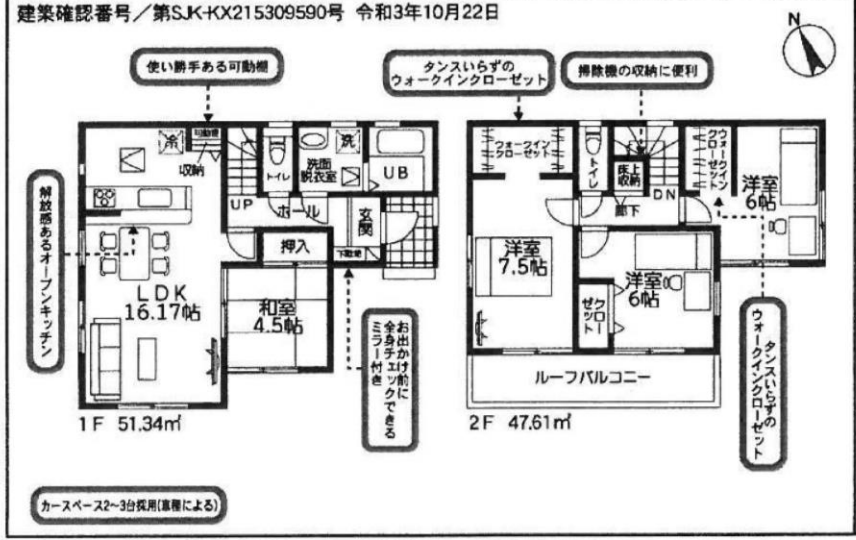 建築確認番号／第SJK-KX215309590号 令和3年10月22日
N
使い勝手ある可動棚
タンスいらずの
ウォークインクローゼット
掃除機の収納に便利
冷
可動棚
収納
UP
トイレ
洗面
脱衣室
洗
UB
ホール
玄関
下駄箱
押入
LDK
16.17帖
和室
4.5帖
解放感あるオープンキッチン
お出かけ前に
全身チェックできる
ミラー付き
1F 51.34㎡
ウォークイン
クローゼット
トイレ
床上
収納
DN
廊下
ウォークイン
クローゼット
洋室
6帖
洋室
7.5帖
洋室
6帖
クロー
ゼット
ルーフバルコニー
タンスいらずの
ウォークインクローゼット
2F 47.61㎡
カースペース2~3台採用(車種による)